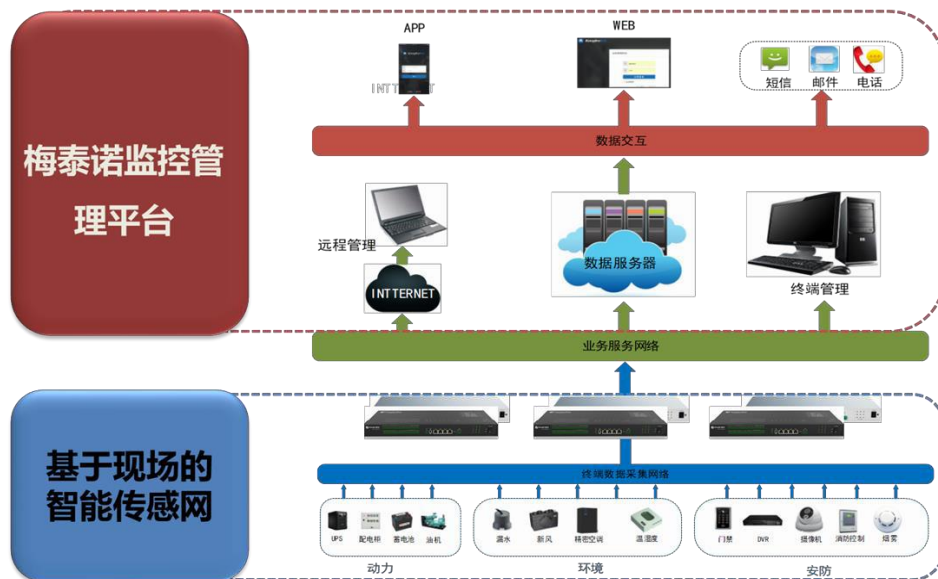 APP
WEB
INTTERNET
短信 邮件 电话
数据交互
梅泰诺监控管
理平台
远程管理
数据服务器
INTTERNET
终端管理
业务服务网络
基于现场的
智能传感网
终端数据采集网络
UPS 配电柜 蓄电池 油机
漏水 新风 精密空调 温湿度
门禁 DVR 摄像机 消防控制 烟雾
动力
环境
安防